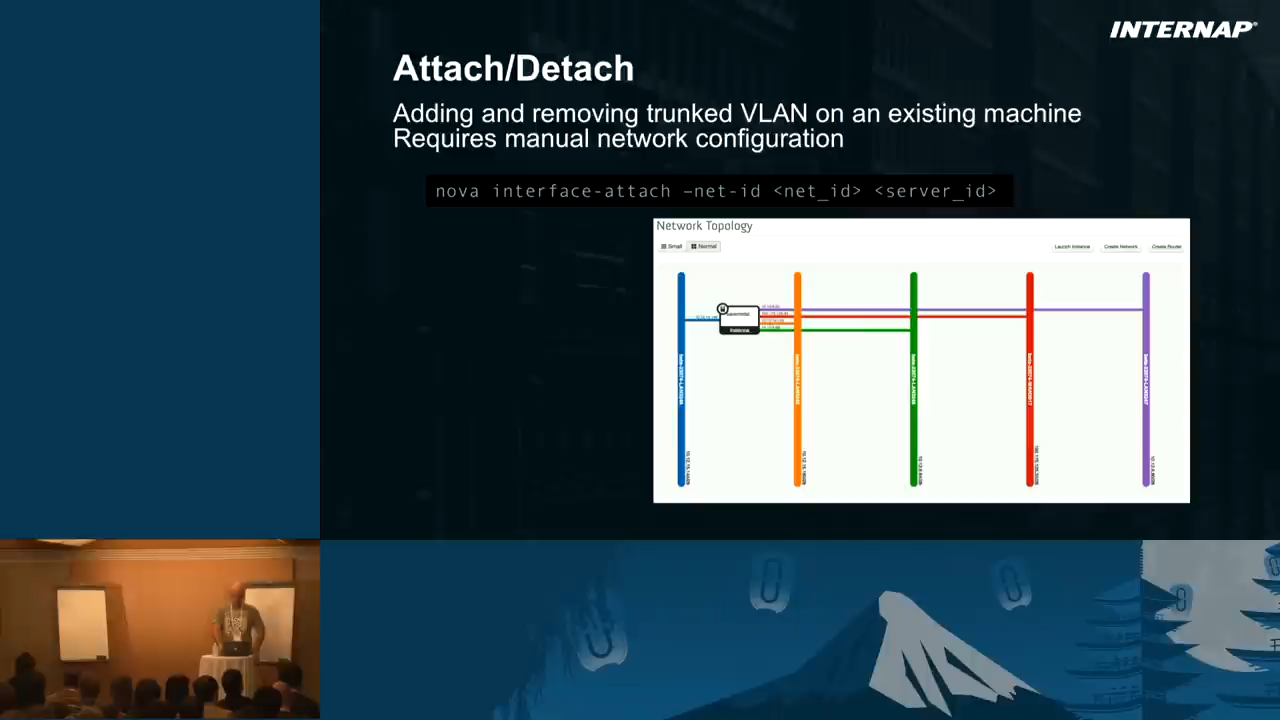 INTERNAP
Attach/Detach
Adding and removing trunked VLAN on an existing machine
Requires manual network configuration
nova interface-attach –net-id <net_id> <server_id>
Network Topology
Small
Normal
Launch Instance
Create Network
Create Router